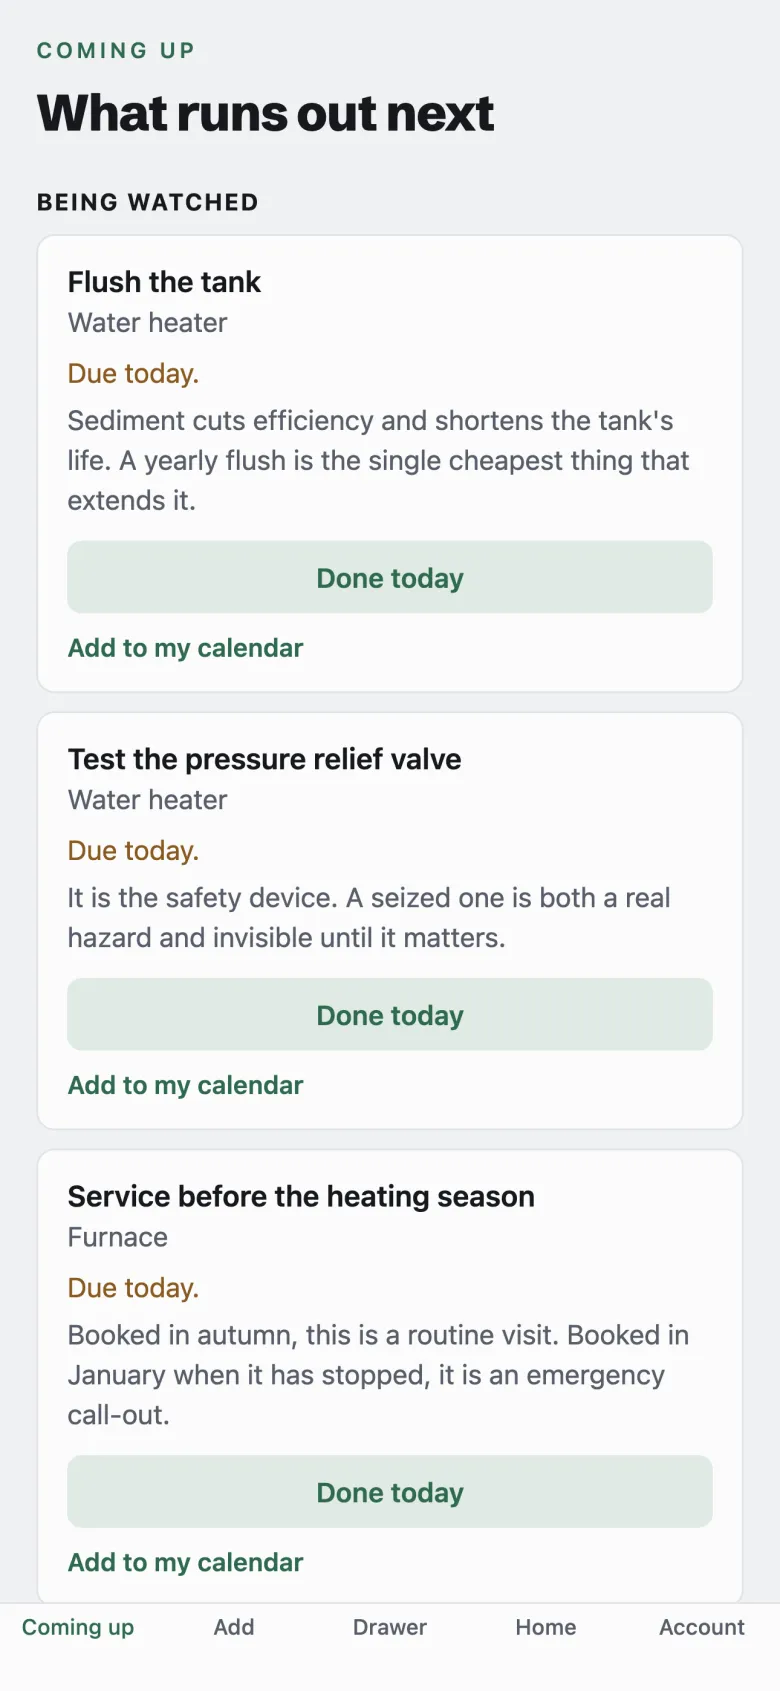 COMING UP
What runs out next
BEING WATCHED
Flush the tank
Water heater
Due today.
Sediment cuts efficiency and shortens the tank's
life. A yearly flush is the single cheapest thing that
extends it.
Done today
Add to my calendar
Test the pressure relief valve
Water heater
Due today.
It is the safety device. A seized one is both a real
hazard and invisible until it matters.
Done today
Add to my calendar
Service before the heating season
Furnace
Due today.
Booked in autumn, this is a routine visit. Booked in
January when it has stopped, it is an emergency
call-out.
Done today
Add to my calendar
Coming up
Add
Drawer
Home
Account